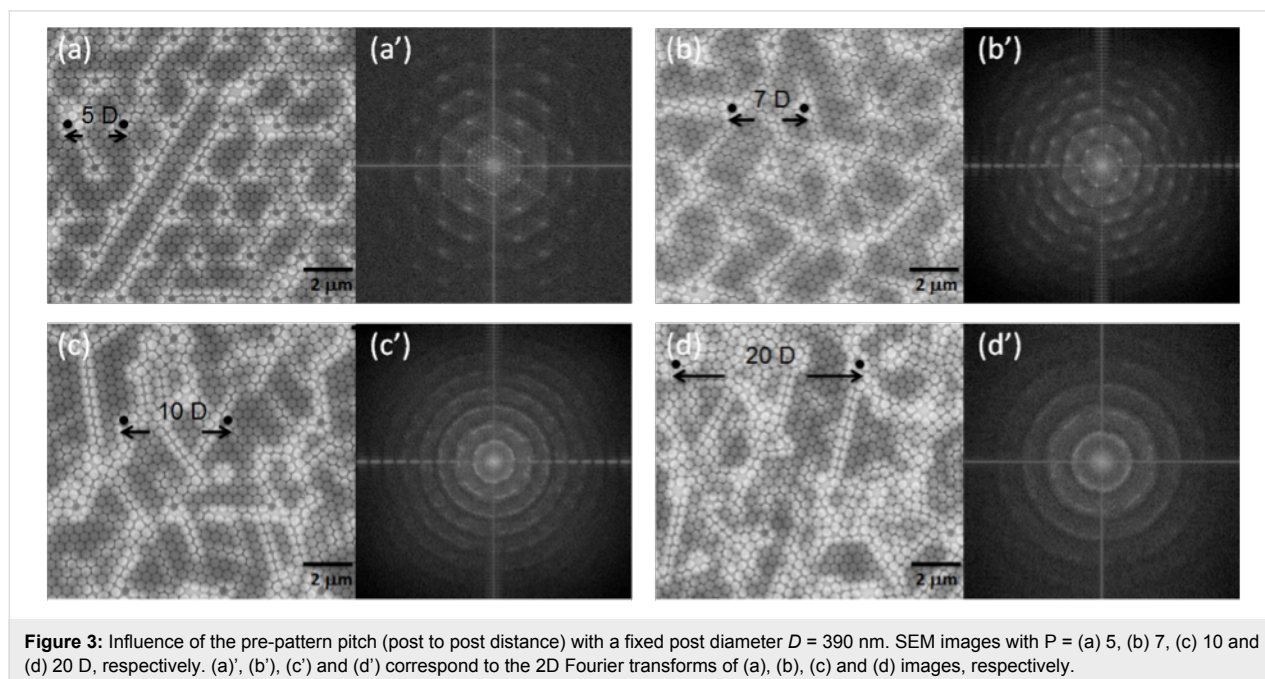 (a)
5 D
2 μm
(a')
(b)
7 D
2 μm
(b')
(c)
10 D
2 μm
(c')
(d)
20 D
2 μm
(d')
Figure 3: Influence of the pre-pattern pitch (post to post distance) with a fixed post diameter D = 390 nm. SEM images with P = (a) 5, (b) 7, (c) 10 and
(d) 20 D, respectively. (a)', (b'), (c') and (d') correspond to the 2D Fourier transforms of (a), (b), (c) and (d) images, respectively.